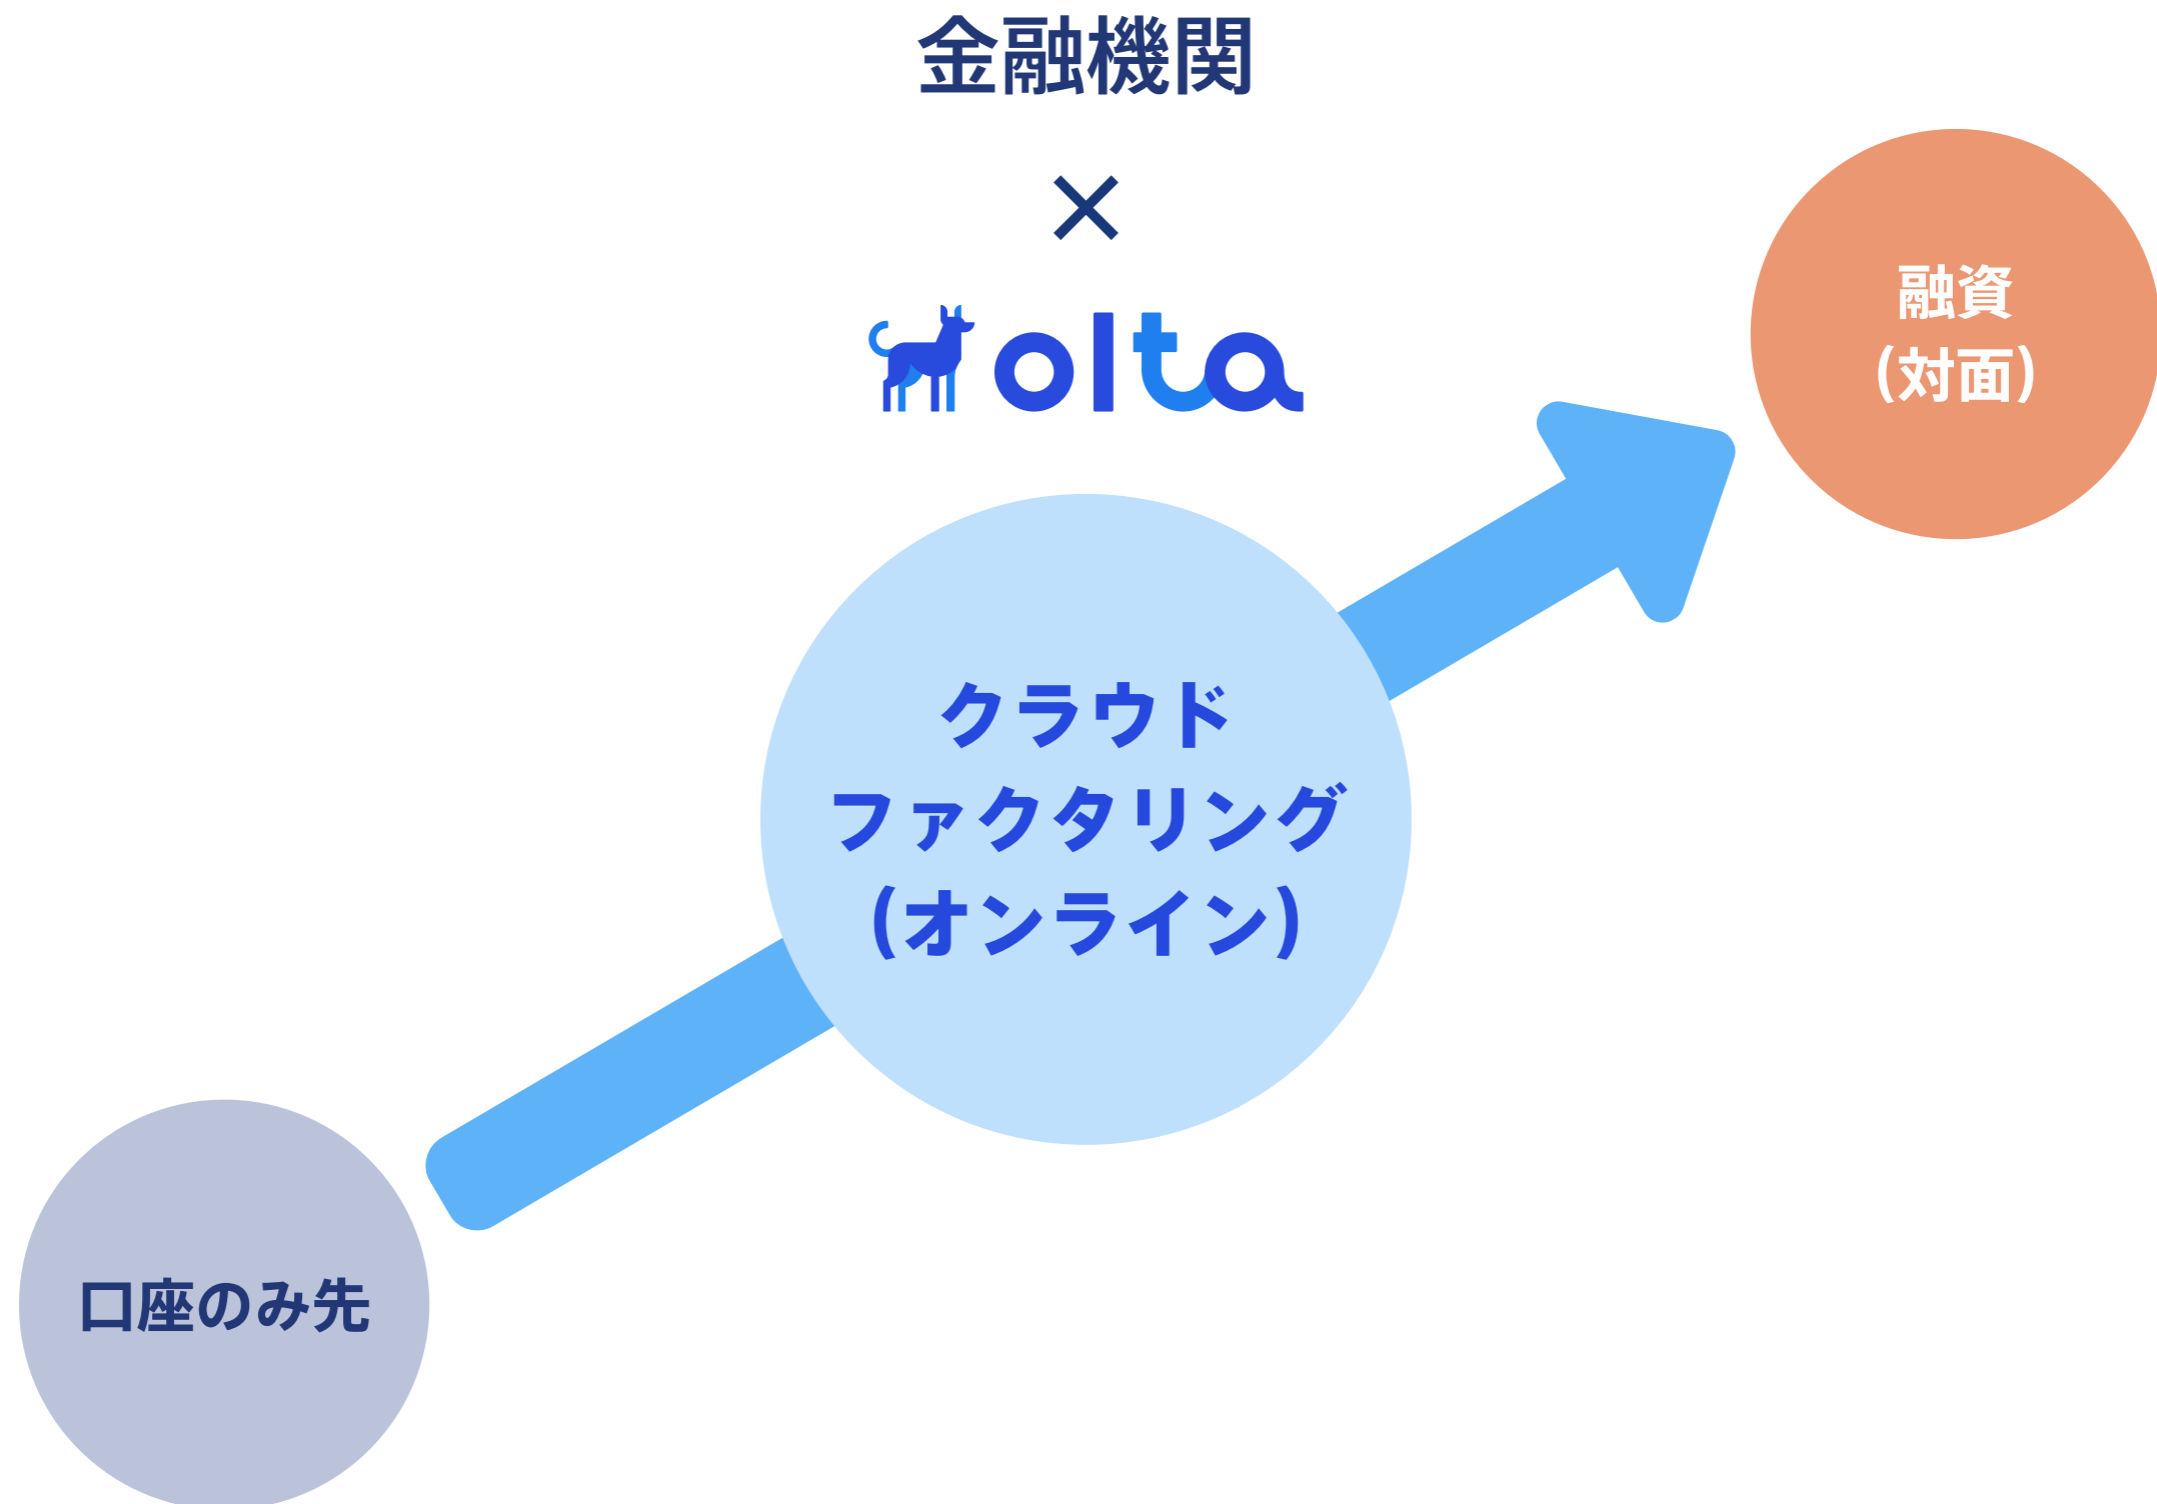 金融機関
×
olta
融資
(対面)
クラウド
ファクタリング
(オンライン)
口座のみ先